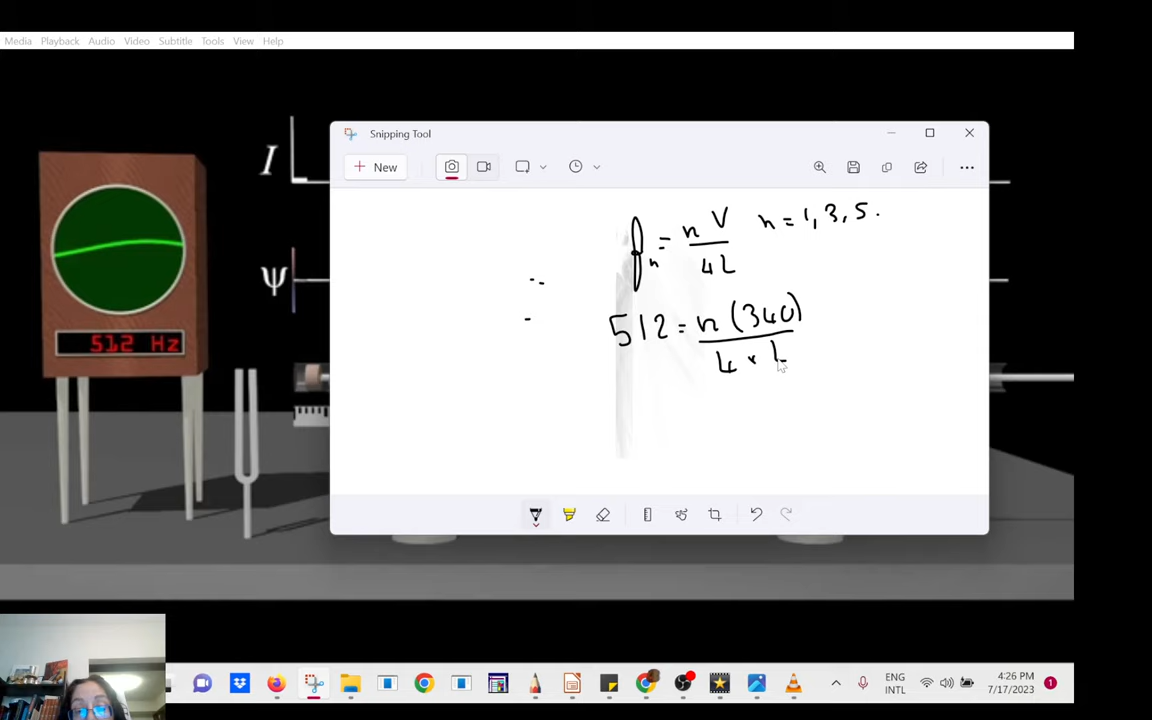 Media Playback Audio Video Subtitle Tools View Help
Snipping Tool
I
New
fn = nV/4L n = 1, 3, 5.
Ψ
512 = n(340)/4 × L
512 Hz
ENG
INTL
4:26 PM
7/17/2023
1